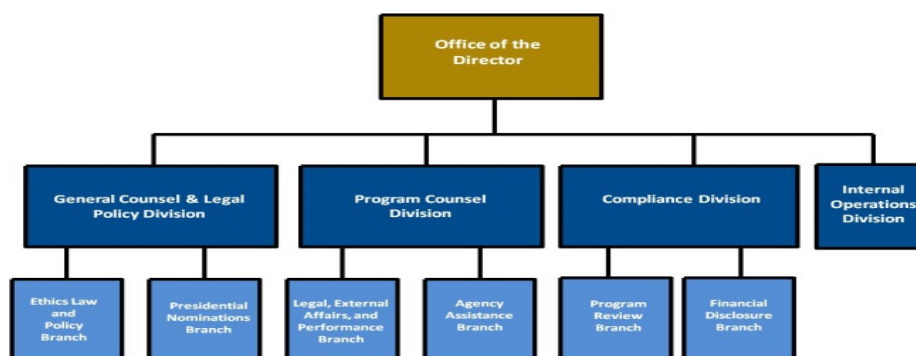 Office of the
Director
General Counsel & Legal
Policy Division
Program Counsel
Division
Compliance Division
Internal
Operations
Division
Ethics Law
and
Policy
Branch
Presidential
Nominations
Branch
Legal, External
Affairs, and
Performance
Branch
Agency
Assistance
Branch
Program
Review
Branch
Financial
Disclosure
Branch